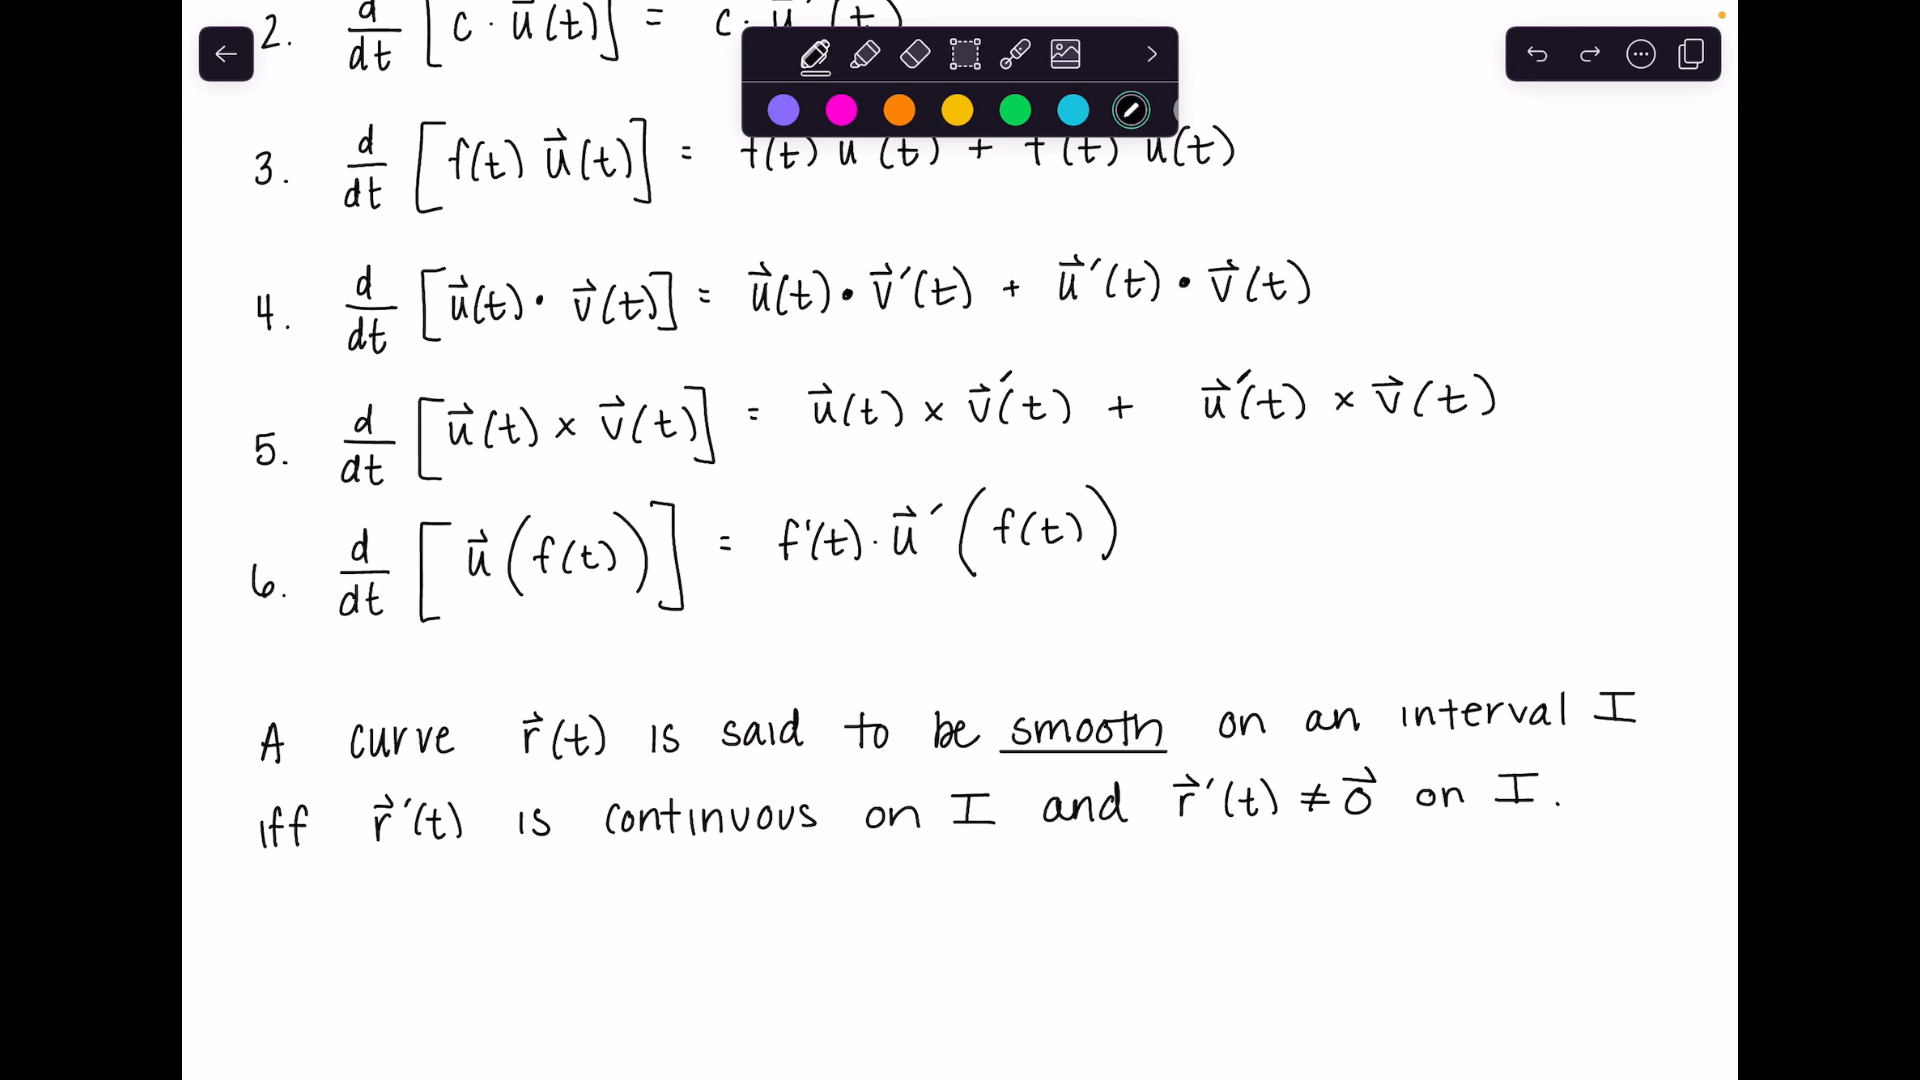 2. d/dt [c · u⃗(t)] = c · u⃗′(t)
3. d/dt [f(t) u⃗(t)] = f(t) u (t) + f (t) u(t)
4. d/dt [u⃗(t) · v⃗(t)] = u⃗(t) · v⃗′(t) + u⃗′(t) · v⃗(t)
5. d/dt [u⃗(t) × v⃗(t)] = u⃗(t) × v⃗′(t) + u⃗′(t) × v⃗(t)
6. d/dt [u⃗(f(t))] = f′(t) · u⃗′(f(t))
A curve r⃗(t) is said to be smooth on an interval I
iff r⃗′(t) is continuous on I and r⃗′(t) ≠ 0⃗ on I.